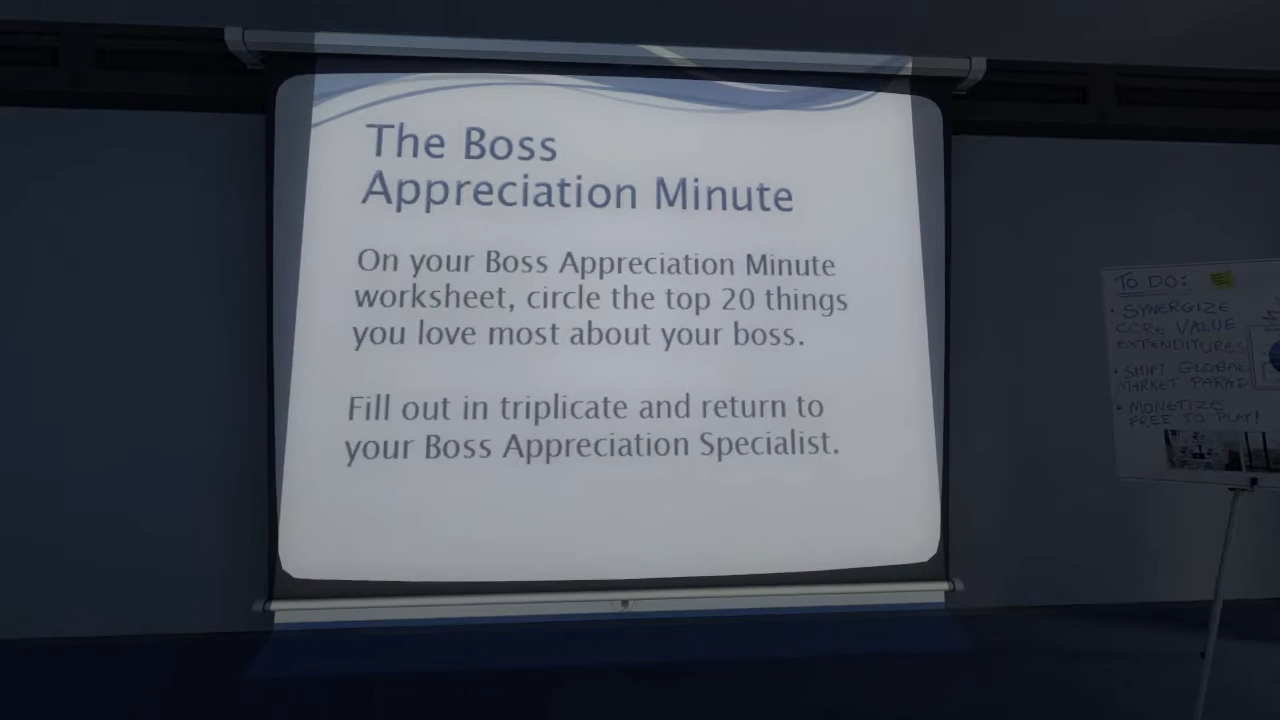 The Boss
Appreciation Minute
On your Boss Appreciation Minute
worksheet, circle the top 20 things
you love most about your boss.
Fill out in triplicate and return to
your Boss Appreciation Specialist.
TO DO:
• SYNERGIZE
CORE VALUE
EXPENDITURES
• SHIFT GLOBAL
MARKET PARAD
• MONETIZE
FREE TO PLAY!